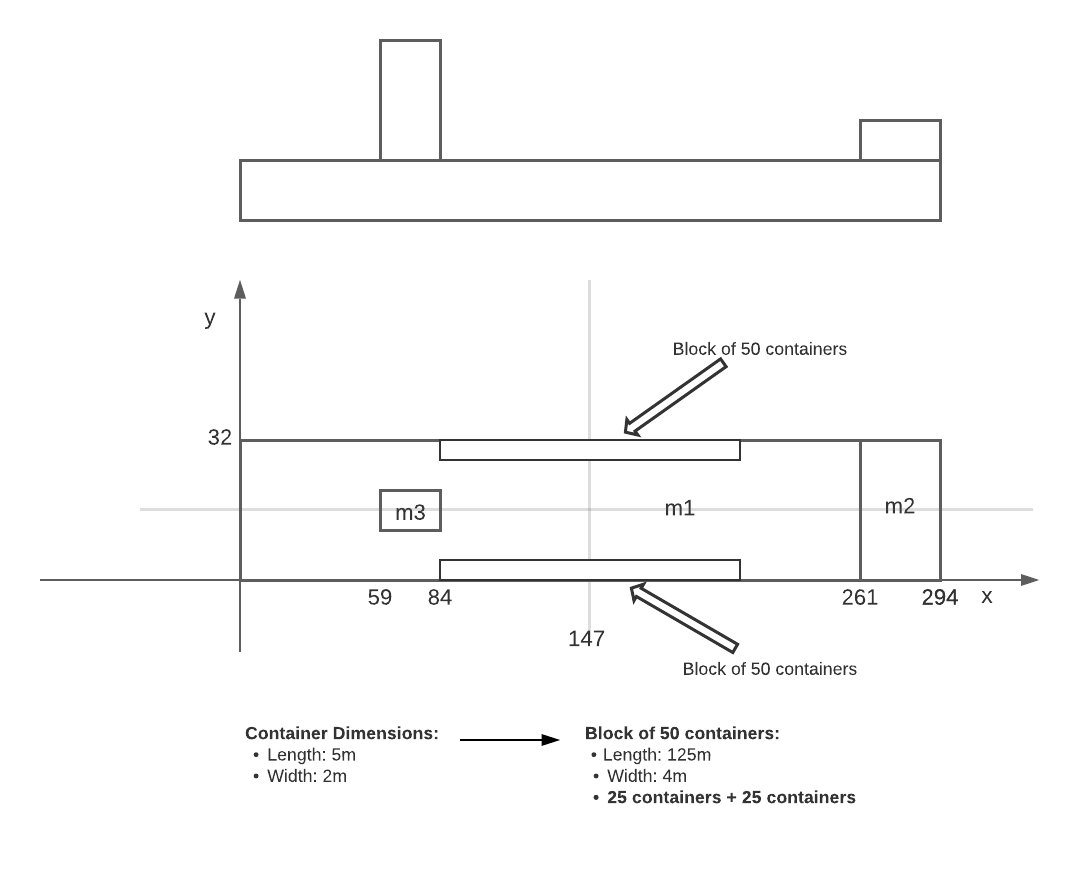 y
Block of 50 containers
32
m3
m1
m2
59
84
261
294
x
147
Block of 50 containers
Container Dimensions:
• Length: 5m
• Width: 2m
Block of 50 containers:
• Length: 125m
• Width: 4m
• 25 containers + 25 containers